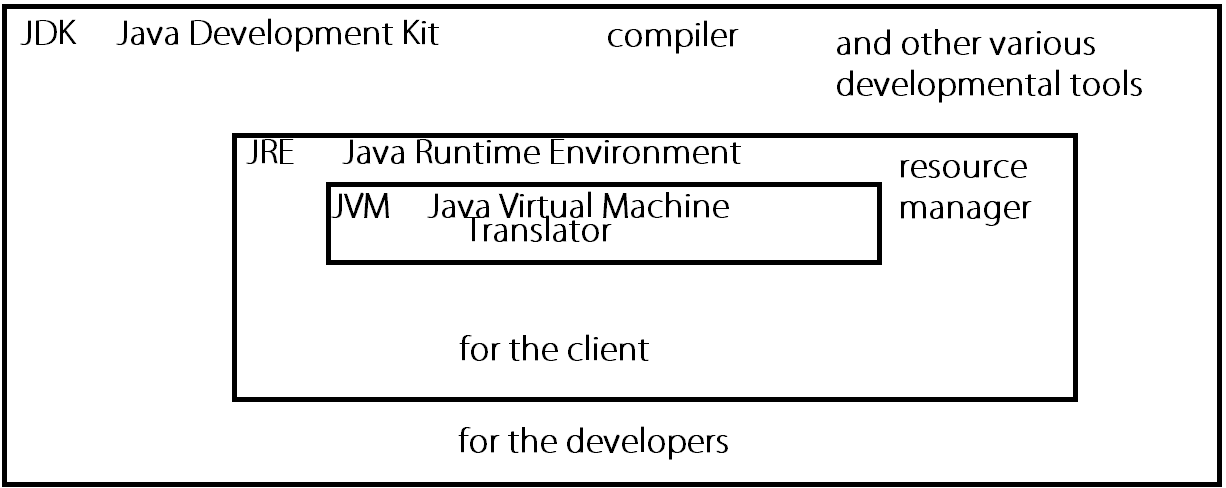 JDK Java Development Kit compiler
and other various
developmental tools
JRE Java Runtime Environment
resource
manager
JVM Java Virtual Machine
Translator
for the client
for the developers